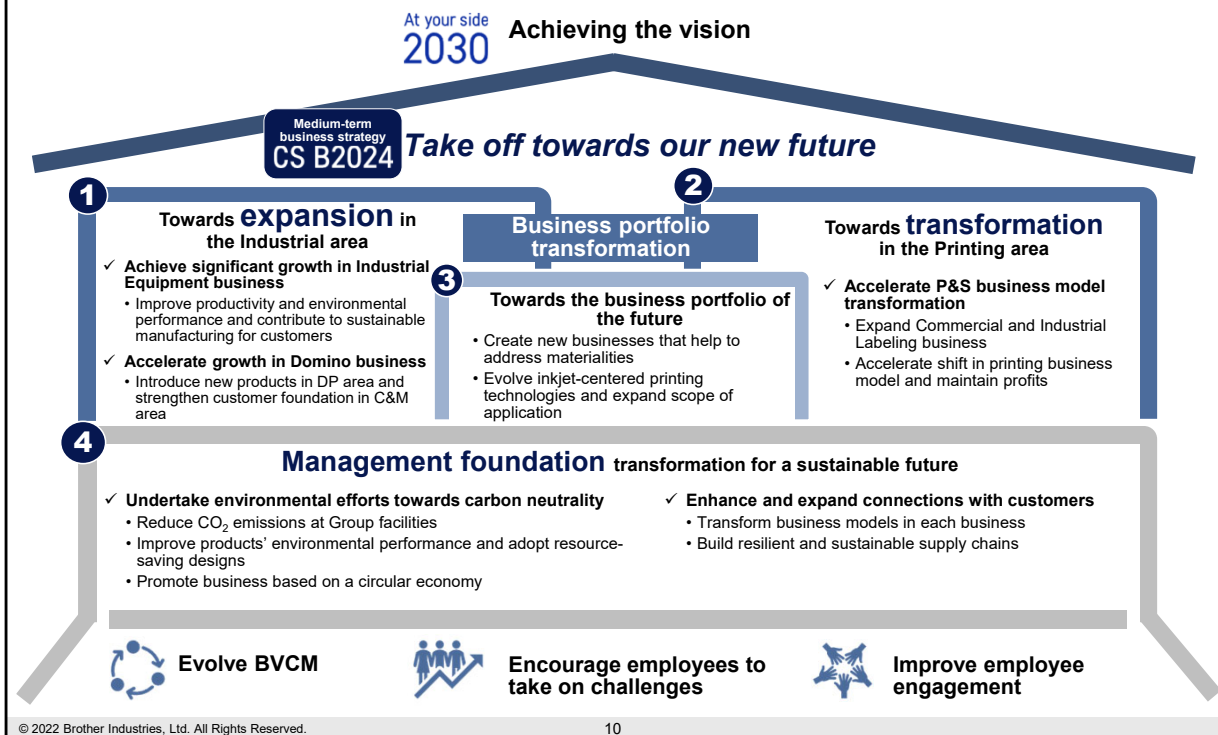 At your side
2030
Achieving the vision
Medium-term
business strategy
CS B2024
Take off towards our new future
1
Towards expansion in
the Industrial area
✓ Achieve significant growth in Industrial
Equipment business
• Improve productivity and environmental
performance and contribute to sustainable
manufacturing for customers
✓ Accelerate growth in Domino business
• Introduce new products in DP area and
strengthen customer foundation in C&M
area
Business portfolio
transformation
2
Towards transformation
in the Printing area
✓ Accelerate P&S business model
transformation
• Expand Commercial and Industrial
Labeling business
• Accelerate shift in printing business
model and maintain profits
3
Towards the business portfolio of
the future
• Create new businesses that help to
address materialities
• Evolve inkjet-centered printing
technologies and expand scope of
application
4
Management foundation transformation for a sustainable future
✓ Undertake environmental efforts towards carbon neutrality
• Reduce CO2 emissions at Group facilities
• Improve products’ environmental performance and adopt resource-
saving designs
• Promote business based on a circular economy
✓ Enhance and expand connections with customers
• Transform business models in each business
• Build resilient and sustainable supply chains
Evolve BVCM
Encourage employees to
take on challenges
Improve employee
engagement
© 2022 Brother Industries, Ltd. All Rights Reserved.
10